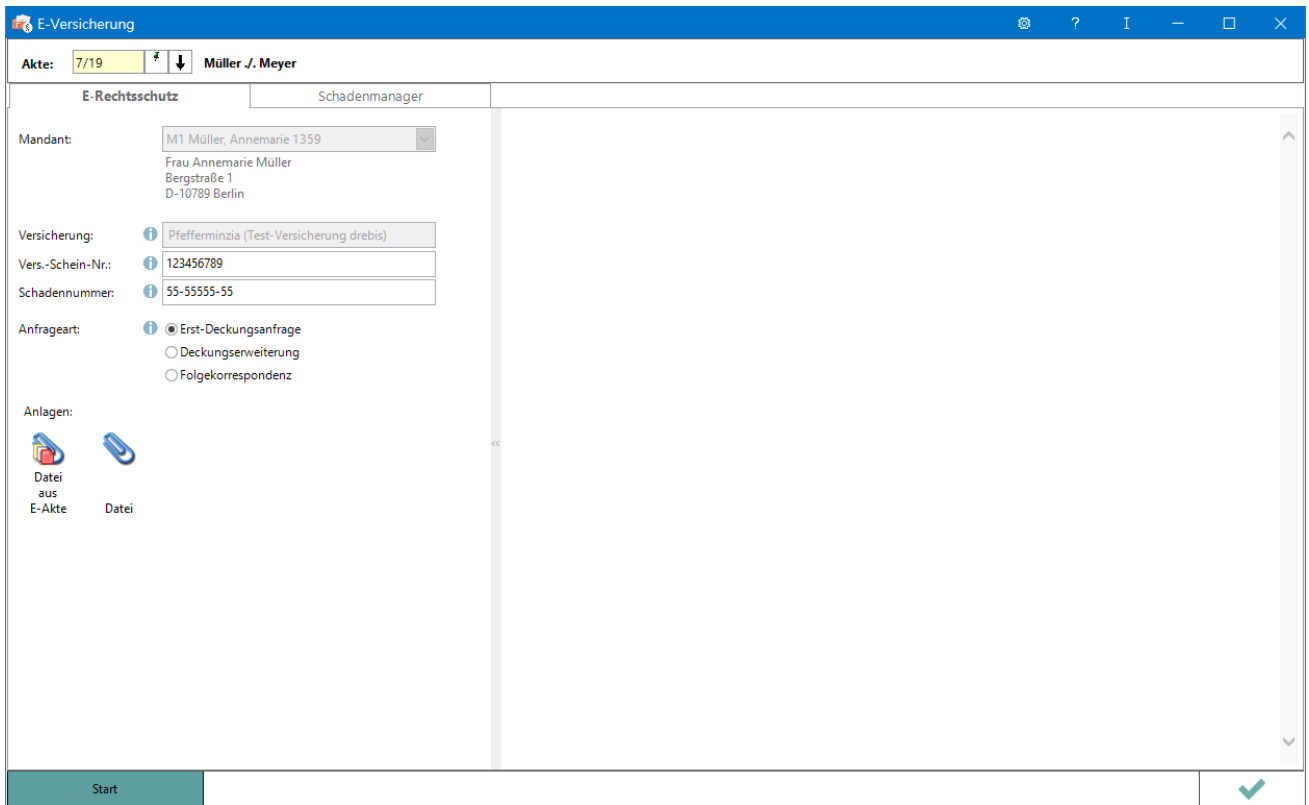 E-Versicherung
? I
Akte: 7/19 Müller ./. Meyer
E-Rechtsschutz Schadenmanager
Mandant: M1 Müller, Annemarie 1359
Frau Annemarie Müller
Bergstraße 1
D-10789 Berlin
Versicherung: Pfefferminzia (Test-Versicherung drebis)
Vers.-Schein-Nr.: 123456789
Schadennummer: 55-55555-55
Anfrageart: Erst-Deckungsanfrage
Deckungserweiterung
Folgekorrespondenz
Anlagen:
Datei
aus
E-Akte Datei
<<
Start